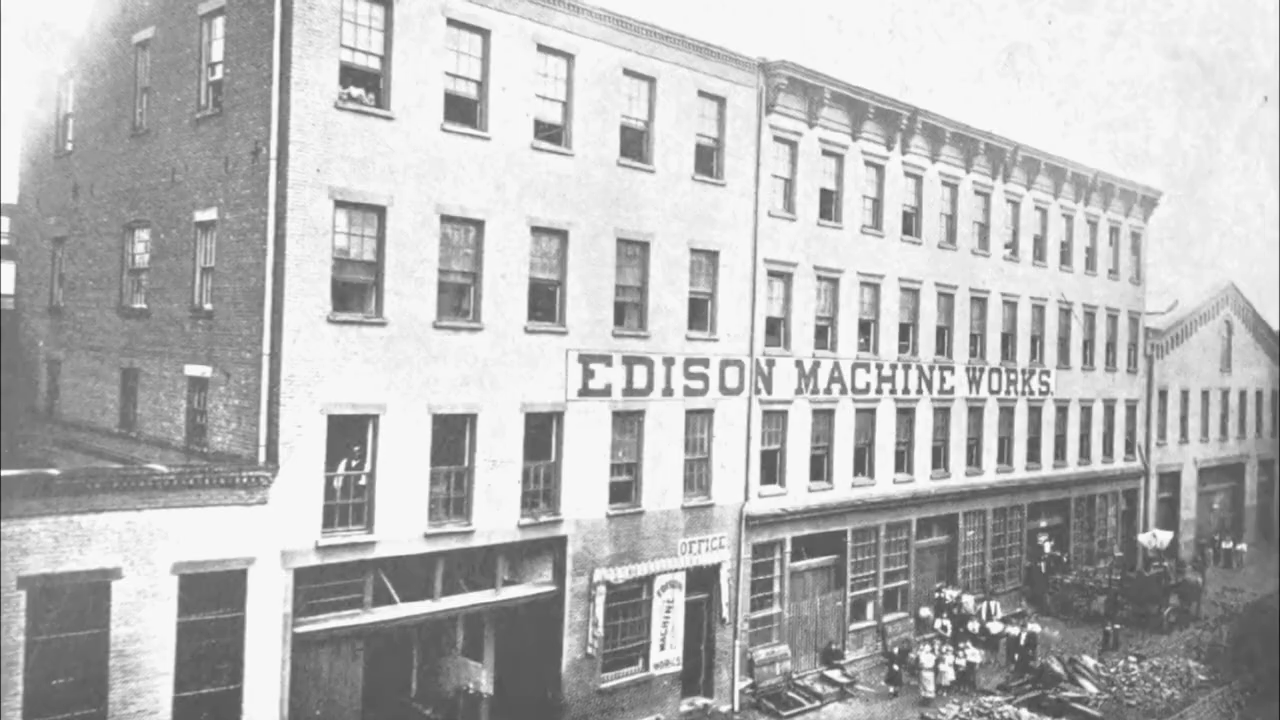 EDISON MACHINE WORKS.
OFFICE
EDISON
MACHINE
WORKS